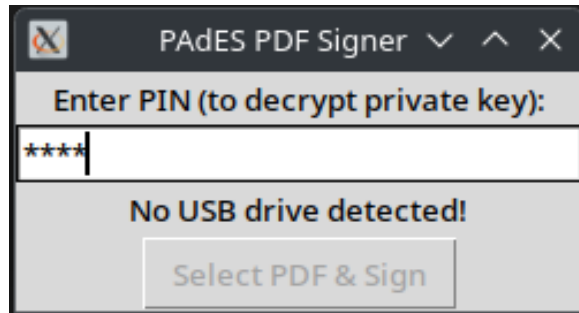 PAdES PDF Signer
Enter PIN (to decrypt private key):
****
No USB drive detected!
Select PDF & Sign